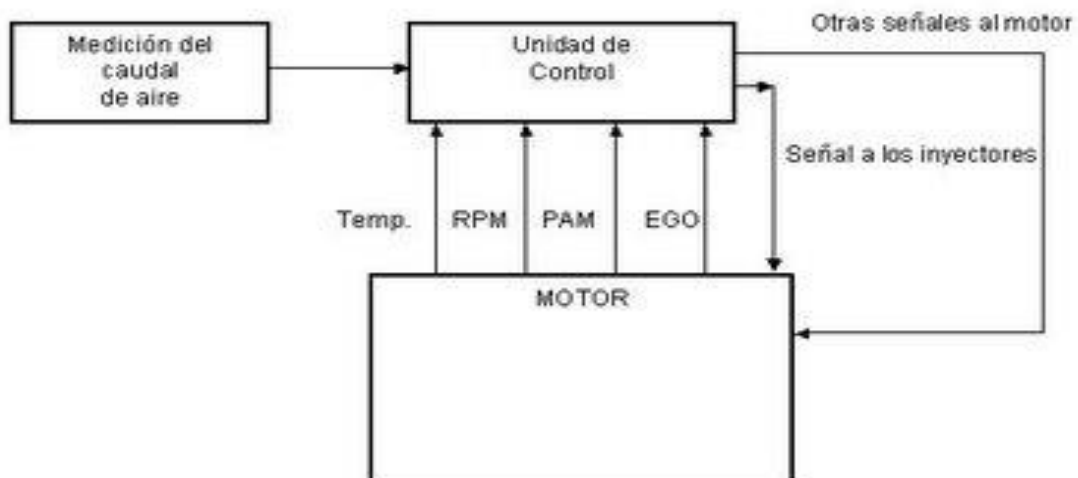 Medición del
caudal
de aire
Unidad de
Control
Otras señales al motor
Señal a los inyectores
Temp.
RPM
PAM
EGO
MOTOR